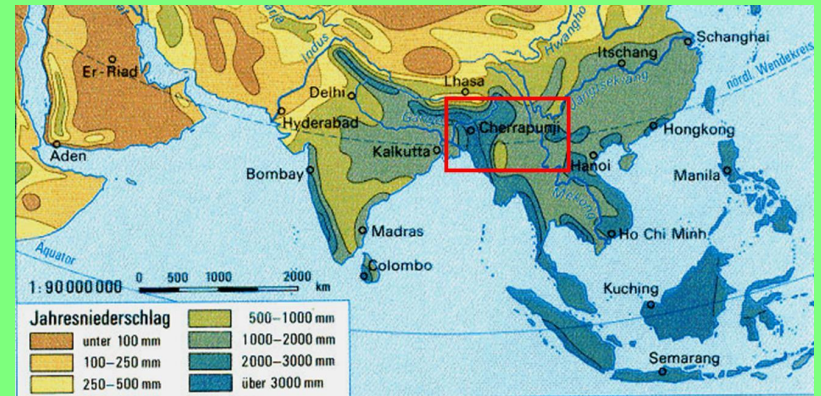 Schanghai
Hwangho
Itschang
Indus
nördl. Wendekreis
Er-Riad
Lhasa
Jangtsekiang
Delhi
Hyderabad
Cherrapunji
Hongkong
Aden
Kalkutta
Hanoi
Bombay
Manila
Mekong
Madras
Ho Chi Minh
Äquator
Colombo
1:90 000 000 0 500 1000 2000 km
Kuching
Jahresniederschlag
unter 100 mm
100–250 mm
250–500 mm
500–1000 mm
1000–2000 mm
2000–3000 mm
über 3000 mm
Semarang